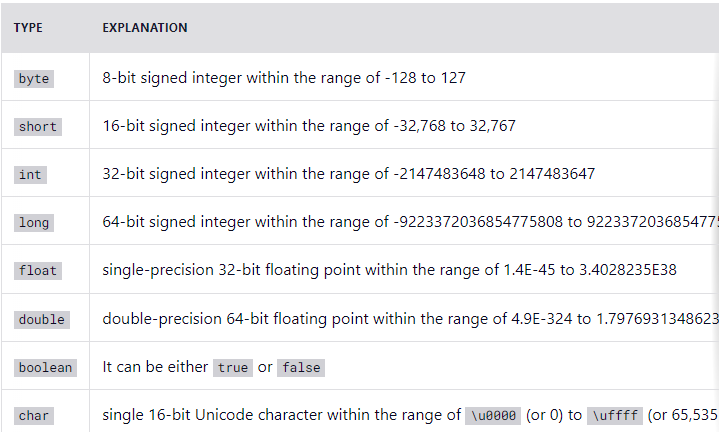 TYPE EXPLANATION
byte 8-bit signed integer within the range of -128 to 127
short 16-bit signed integer within the range of -32,768 to 32,767
int 32-bit signed integer within the range of -2147483648 to 2147483647
long 64-bit signed integer within the range of -9223372036854775808 to 922337203685477
float single-precision 32-bit floating point within the range of 1.4E-45 to 3.4028235E38
double double-precision 64-bit floating point within the range of 4.9E-324 to 1.7976931348623
boolean It can be either true or false
char single 16-bit Unicode character within the range of \u0000 (or 0) to \uffff (or 65,535